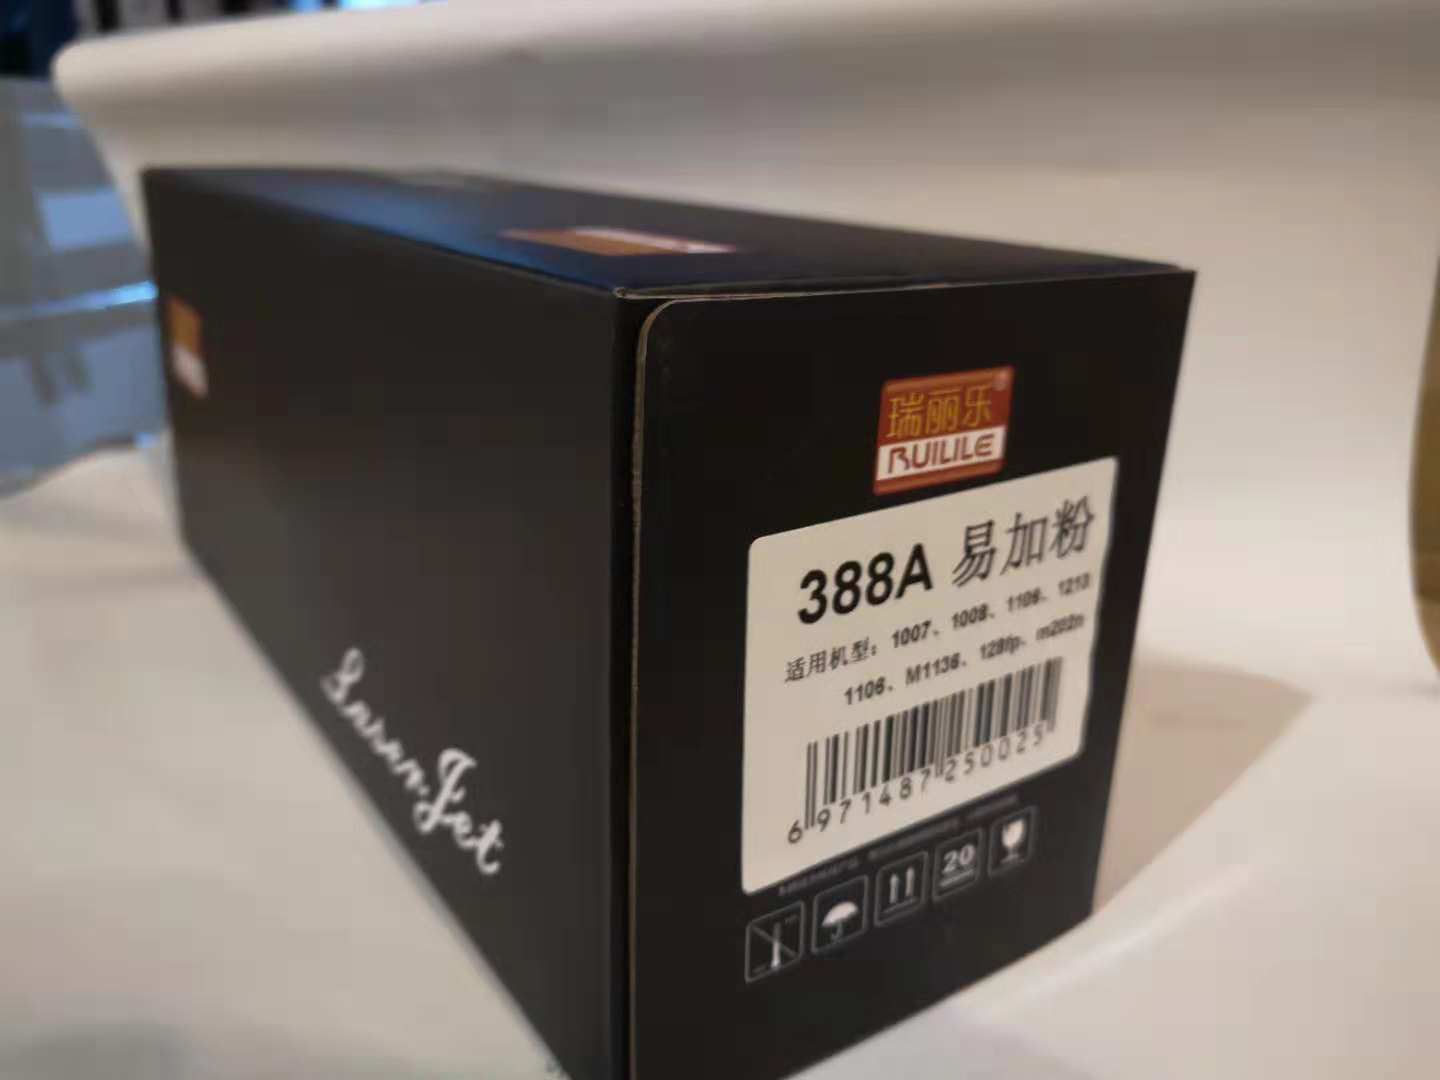 瑞丽乐
RUILILE
388A 易加粉
适用机型：1007、1008、1106、1213
1106、M1136、128fp、m202n
6971487250025
20